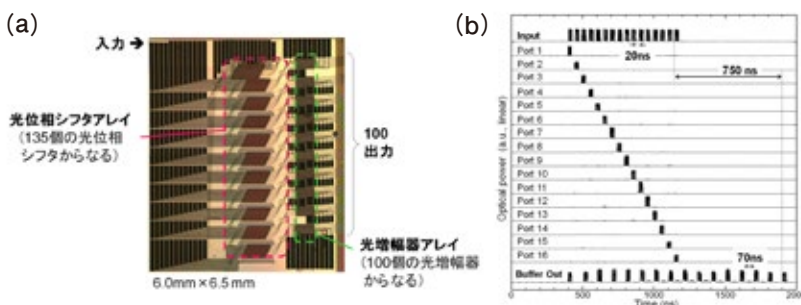 (a)
入力
100
出力
光位相シフタアレイ
(135個の光位相
シフタからなる)
光増幅器アレイ
(100個の光増幅器
からなる)
6.0mm×6.5mm
(b)
Optical power (a.u., linear)
Input
20ns
Port 1
750 ns
Port 2
Port 3
Port 4
Port 5
Port 6
Port 7
Port 8
Port 9
Port 10
Port 11
Port 12
Port 13
Port 14
Port 15
Port 16
70ns
Buffer Out
0
500
1000
1500
Time (ns)